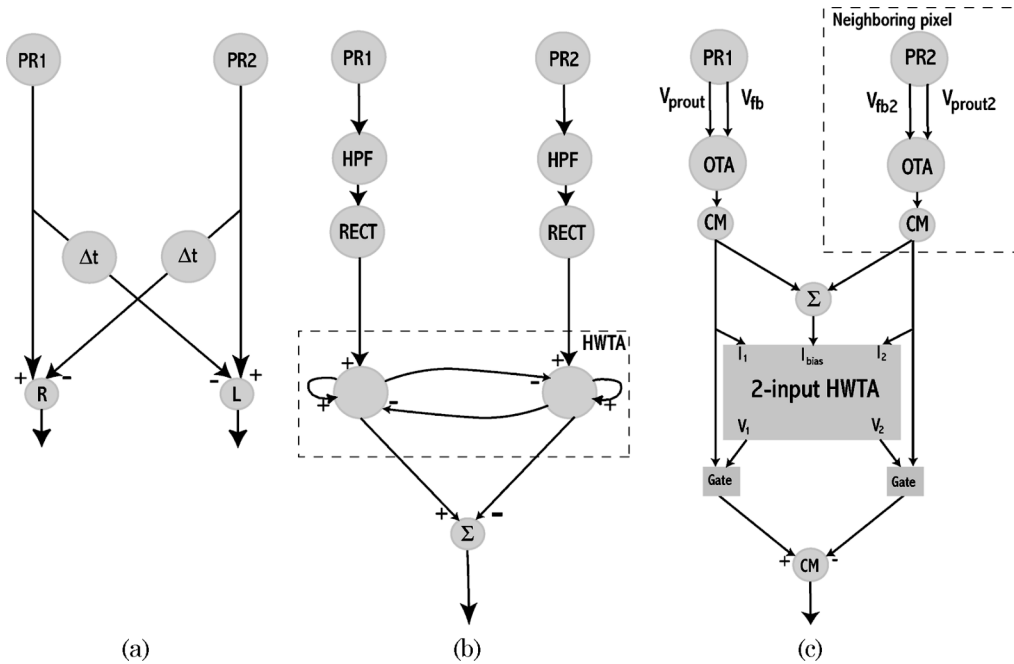 PR1
PR2
Δt
Δt
+
-
-
+
R
L
(a)
PR1
PR2
HPF
HPF
RECT
RECT
HWTA
+
+
-
+
-
+
+
-
Σ
(b)
Neighboring pixel
PR1
PR2
Vprout
Vfb
Vfb2
Vprout2
OTA
OTA
CM
CM
Σ
I1
Ibias
I2
2-input HWTA
V1
V2
Gate
Gate
+
CM
-
(c)